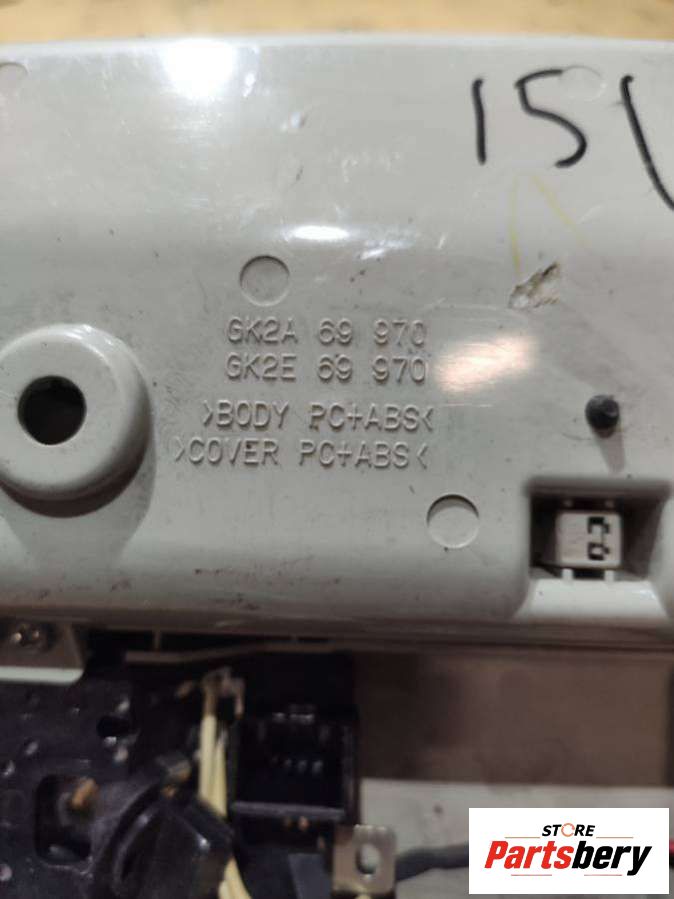 15
GK2A 69 970
GK2E 69 970
>BODY PC+ABS<
>COVER PC+ABS<
STORE
Partsbery